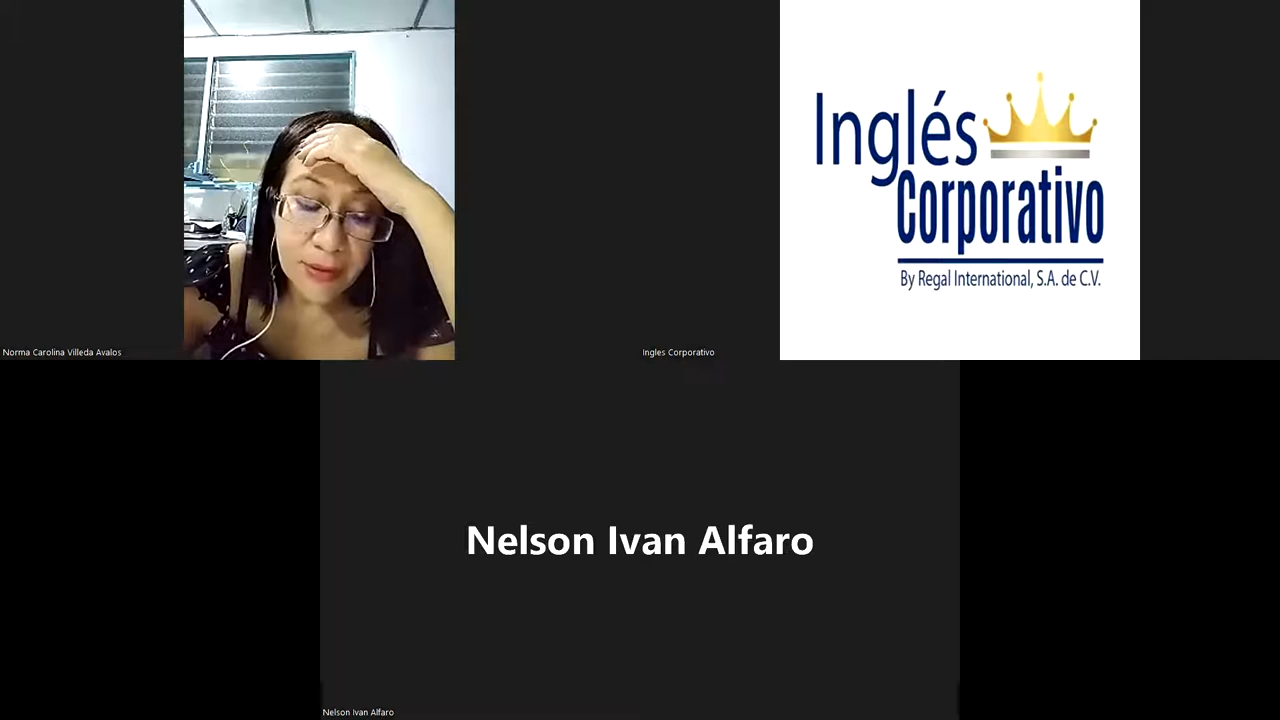 Inglés
Corporativo
By Regal International, S.A. de C.V.
Norma Carolina Villeda Avalos
Ingles Corporativo
Nelson Ivan Alfaro
Nelson Ivan Alfaro